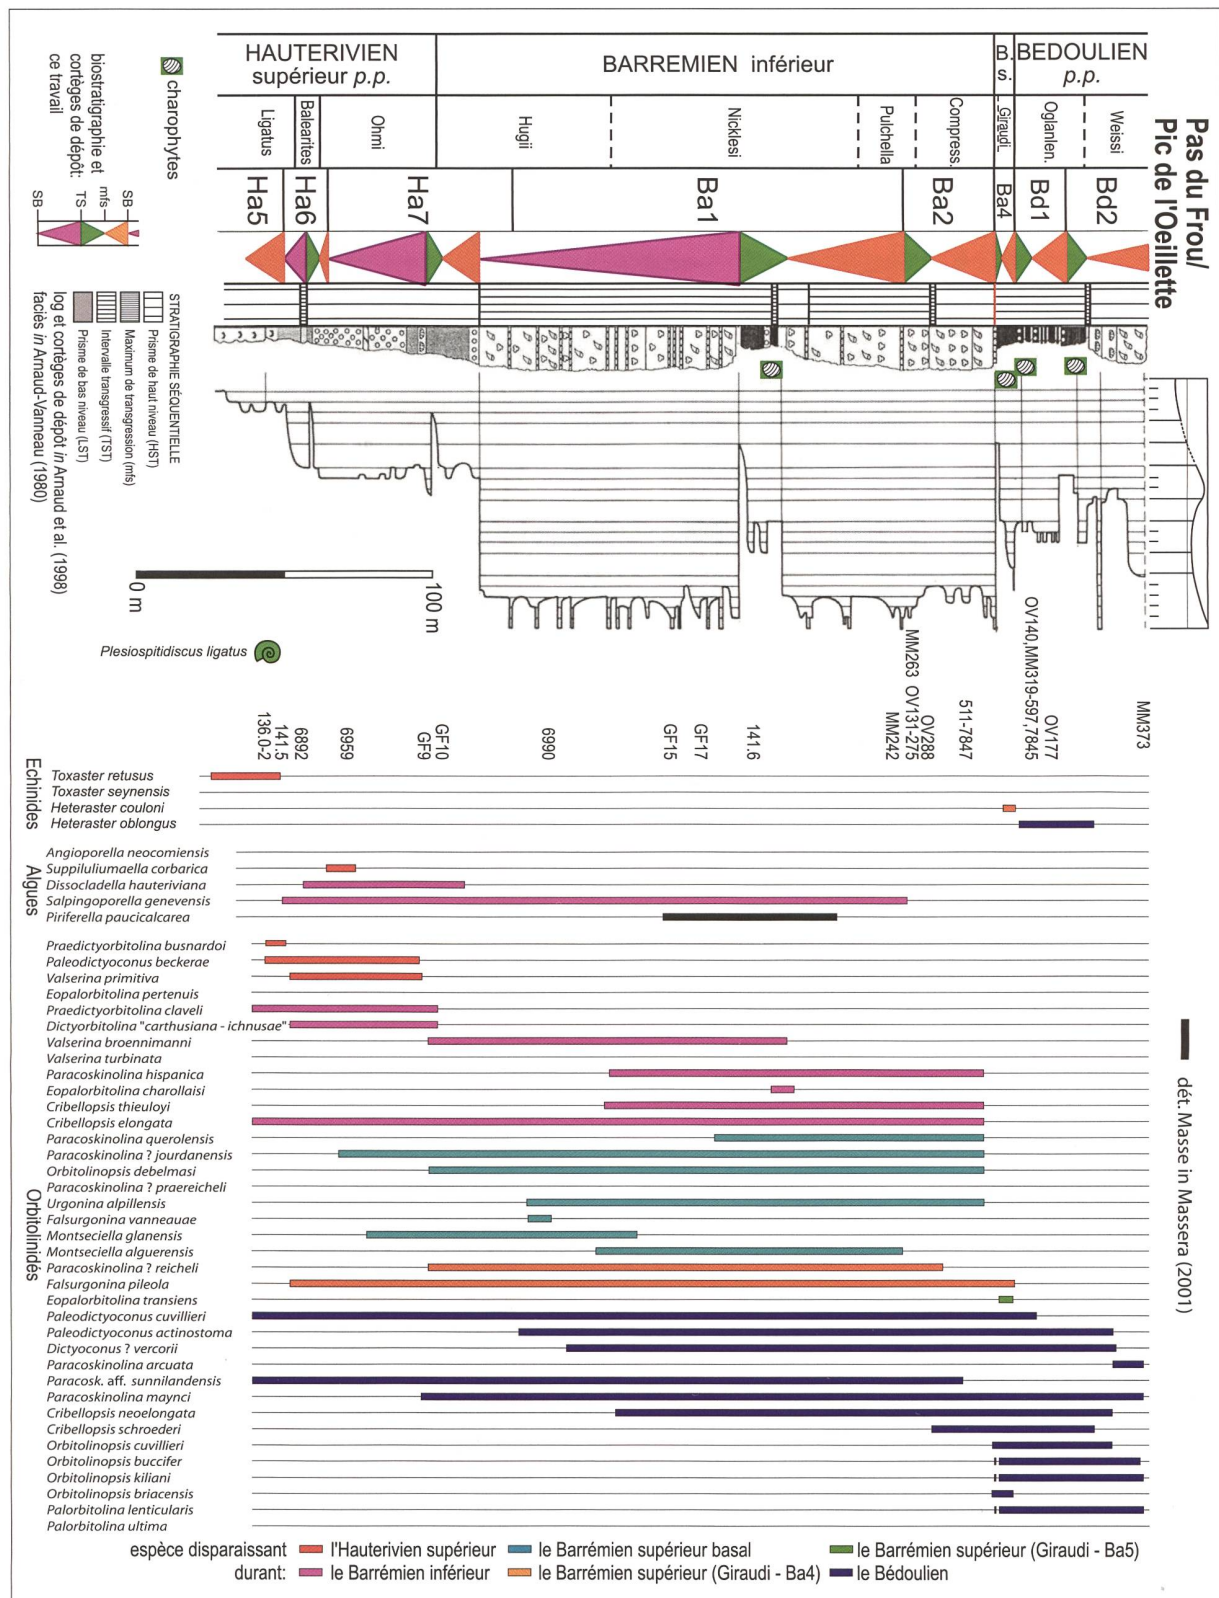 Pas du Frou/
Pic de l'Oeillette
HAUTERIVIEN
supérieur p.p.
BARREMIEN inférieur
B.
s.
BEDOULIEN
p.p.
Ligatus
Balearites
Ohmi
Hugii
Nicklesi
Pulchella
Compress.
Giraudi
Oglanlen.
Weissi
Ha5
Ha6
Ha7
Ba1
Ba2
Ba4
Bd1
Bd2
charophytes
biostratigraphie et
cortèges de dépôt:
ce travail
SB
mfs
TS
SB
STRATIGRAPHIE SÉQUENTIELLE
Prisme de haut niveau (HST)
Maximum de transgression (mfs)
Intervalle transgressif (TST)
Prisme de bas niveau (LST)
log et cortèges de dépôt in Arnaud et al. (1998)
faciès in Arnaud-Vanneau (1980)
0 m
100 m
Plesiospitidiscus ligatus
136.0-2
141.5
6892
6959
GF9
GF10
6990
GF15
GF17
141.6
MM242
MM263 OV131-275
OV288
511-7847
OV140,MM319-597,7845
OV177
MM373
Echinides
Toxaster retusus
Toxaster seynensis
Heteraster couloni
Heteraster oblongus
Algues
Angioporella neocomiensis
Suppiluliumaella corbarica
Dissocladella hauteriviana
Salpingoporella genevensis
Piriferella paucicalcarea
Orbitolinidés
Praedictyorbitolina busnardoi
Paleodictyoconus beckerae
Valserina primitiva
Eopalorbitolina pertenuis
Praedictyorbitolina claveli
Dictyorbitolina "carthusiana - ichnusae"
Valserina broennimanni
Valserina turbinata
Paracoskinolina hispanica
Eopalorbitolina charollaisi
Cribellopsis thieuloyi
Cribellopsis elongata
Paracoskinolina querolensis
Paracoskinolina ? jourdanensis
Orbitolinopsis debelmasi
Paracoskinolina ? praereicheli
Urgonina alpillensis
Falsurgonina vanneauae
Montseciella glanensis
Montseciella alguerensis
Paracoskinolina ? reicheli
Falsurgonina pileola
Eopalorbitolina transiens
Paleodictyoconus cuvillieri
Paleodictyoconus actinostoma
Dictyoconus ? vercorii
Paracoskinolina arcuata
Paracosk. aff. sunnilandensis
Paracoskinolina maynci
Cribellopsis neoelongata
Cribellopsis schroederi
Orbitolinopsis cuvillieri
Orbitolinopsis buccifer
Orbitolinopsis kiliani
Orbitolinopsis briacensis
Palorbitolina lenticularis
Palorbitolina ultima
dét. Masse in Massera (2001)
espèce disparaissant
durant:
l'Hauterivien supérieur
le Barrémien inférieur
le Barrémien supérieur basal
le Barrémien supérieur (Giraudi - Ba4)
le Barrémien supérieur (Giraudi - Ba5)
le Bédoulien